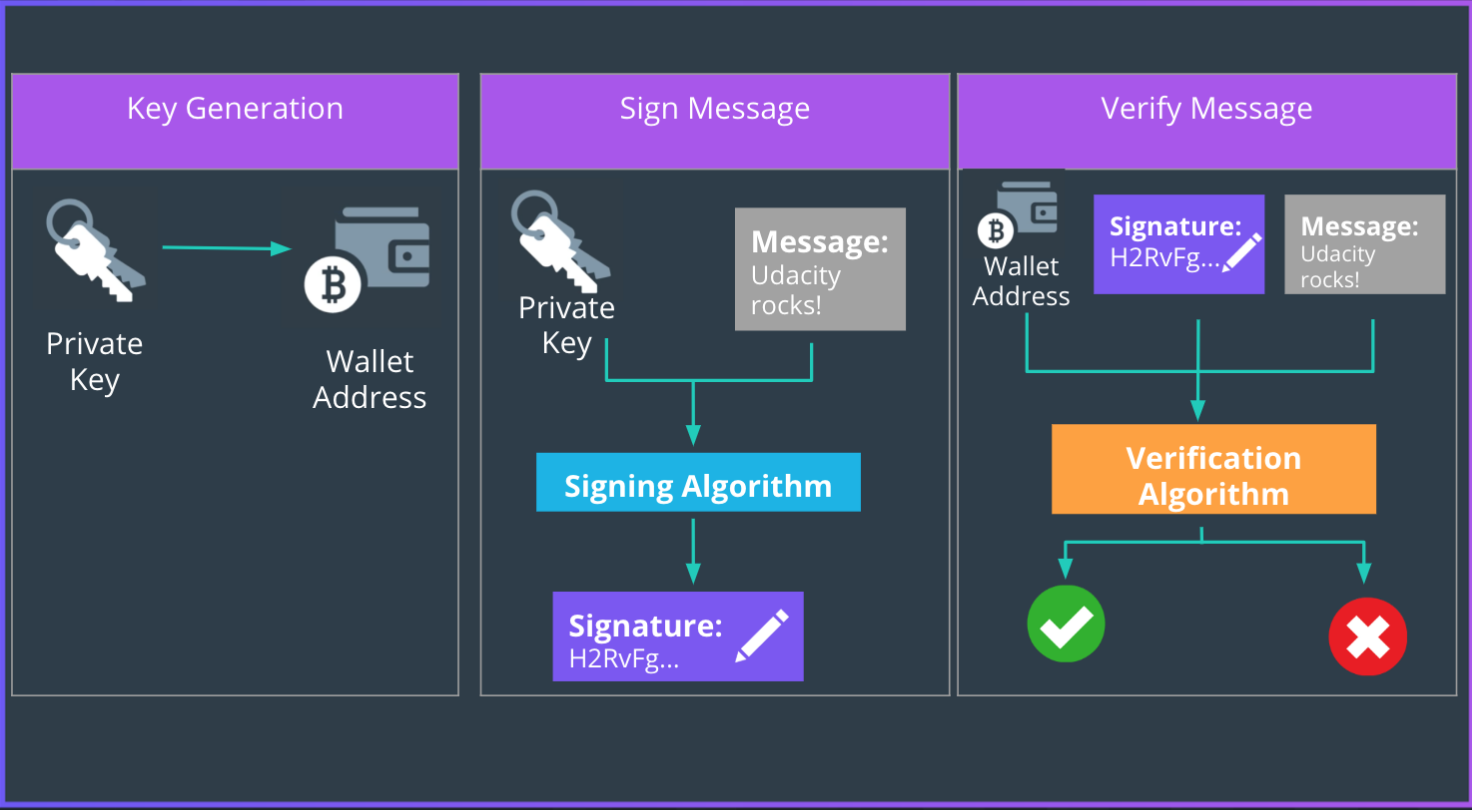 Key Generation
Private
Key
Wallet
Address
Sign Message
Private
Key
Message:
Udacity
rocks!
Signing Algorithm
Signature:
H2RvFg...
Verify Message
Wallet
Address
Signature:
H2RvFg...
Message:
Udacity
rocks!
Verification
Algorithm